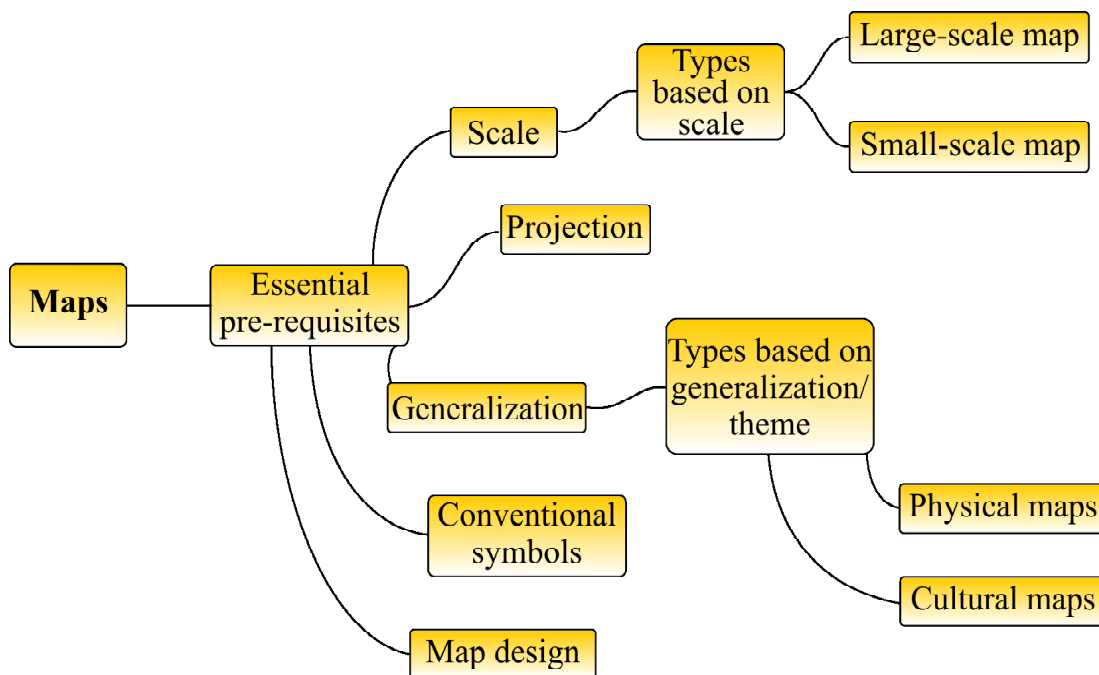 Maps
Essential
pre-requisites
Scale
Types
based on
scale
Large-scale map
Small-scale map
Projection
Generalization
Types based on
generalization/
theme
Physical maps
Cultural maps
Conventional
symbols
Map design